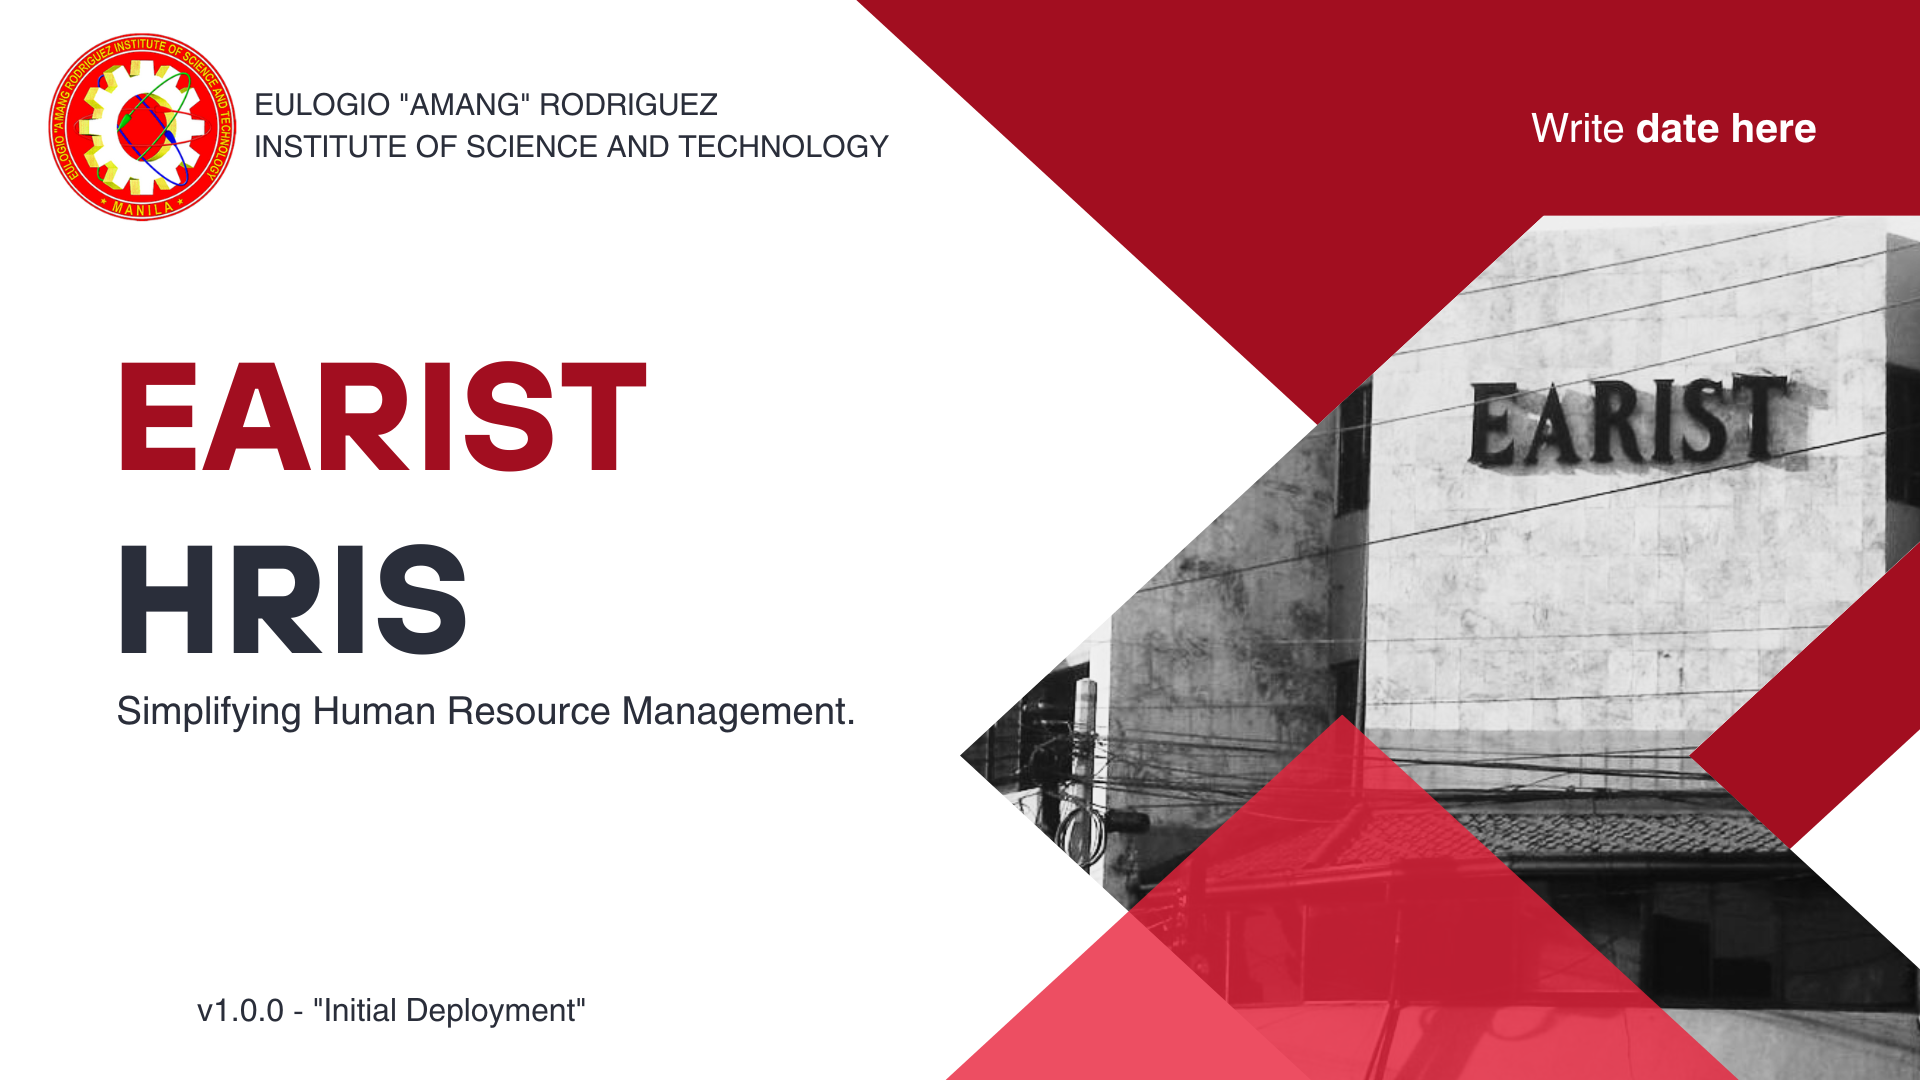 EULOGIO "AMANG" RODRIGUEZ INSTITUTE OF SCIENCE AND TECHNOLOGY
* MANILA *
EULOGIO "AMANG" RODRIGUEZ
INSTITUTE OF SCIENCE AND TECHNOLOGY
Write date here
EARIST
HRIS
Simplifying Human Resource Management.
EARIST
v1.0.0 - "Initial Deployment"